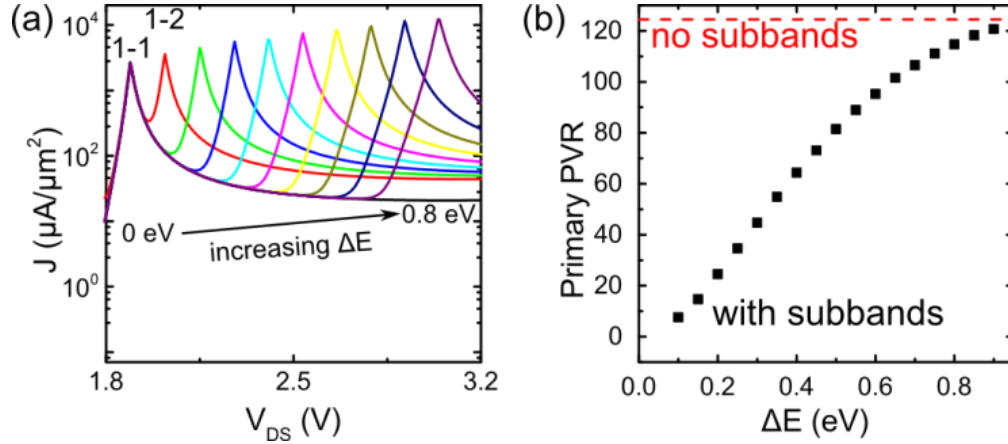 (a)
1-1
1-2
10⁴
10²
10⁰
J (µA/µm²)
0 eV
increasing ΔE
0.8 eV
1.8
2.5
3.2
V_DS (V)
(b)
120
100
80
60
40
20
0
Primary PVR
no subbands
with subbands
0.0
0.2
0.4
0.6
0.8
ΔE (eV)